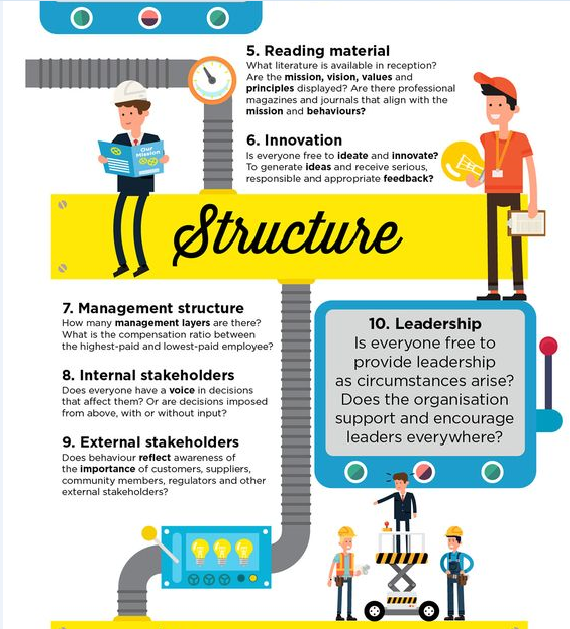 5. Reading material
What literature is available in reception?
Are the mission, vision, values and
principles displayed? Are there professional
magazines and journals that align with the
mission and behaviours?
6. Innovation
Is everyone free to ideate and innovate?
To generate ideas and receive serious,
responsible and appropriate feedback?
Our
Mission
Structure
7. Management structure
How many management layers are there?
What is the compensation ratio between
the highest-paid and lowest-paid employee?
8. Internal stakeholders
Does everyone have a voice in decisions
that affect them? Or are decisions imposed
from above, with or without input?
9. External stakeholders
Does behaviour reflect awareness of
the importance of customers, suppliers,
community members, regulators and other
external stakeholders?
10. Leadership
Is everyone free to
provide leadership
as circumstances arise?
Does the organisation
support and encourage
leaders everywhere?